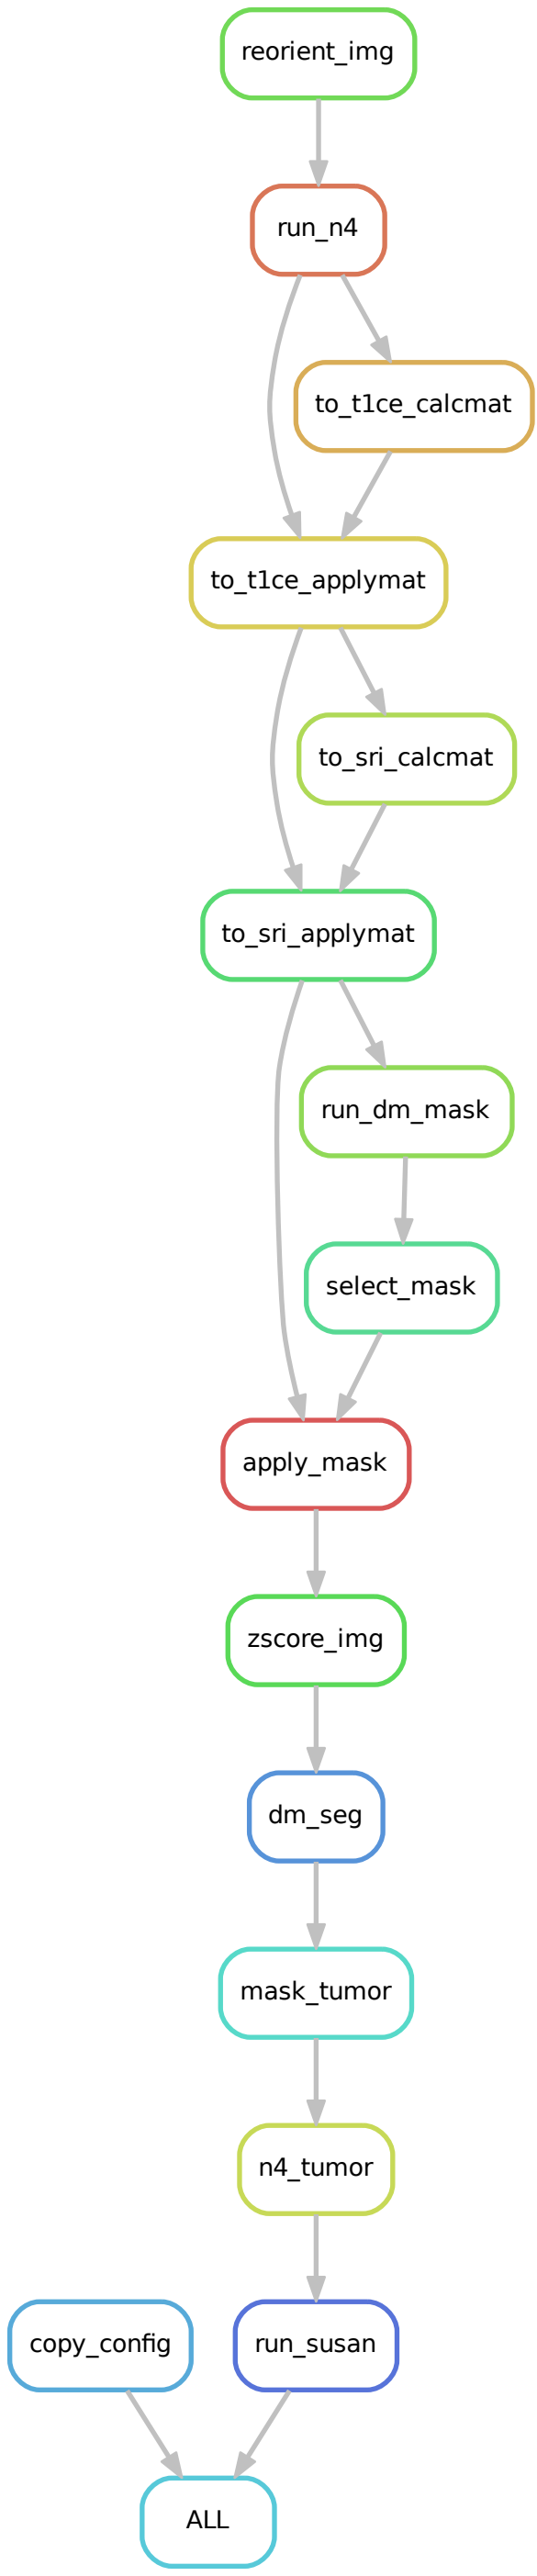 reorient_img
run_n4
to_t1ce_calcmat
to_t1ce_applymat
to_sri_calcmat
to_sri_applymat
run_dm_mask
select_mask
apply_mask
zscore_img
dm_seg
mask_tumor
n4_tumor
copy_config
run_susan
ALL